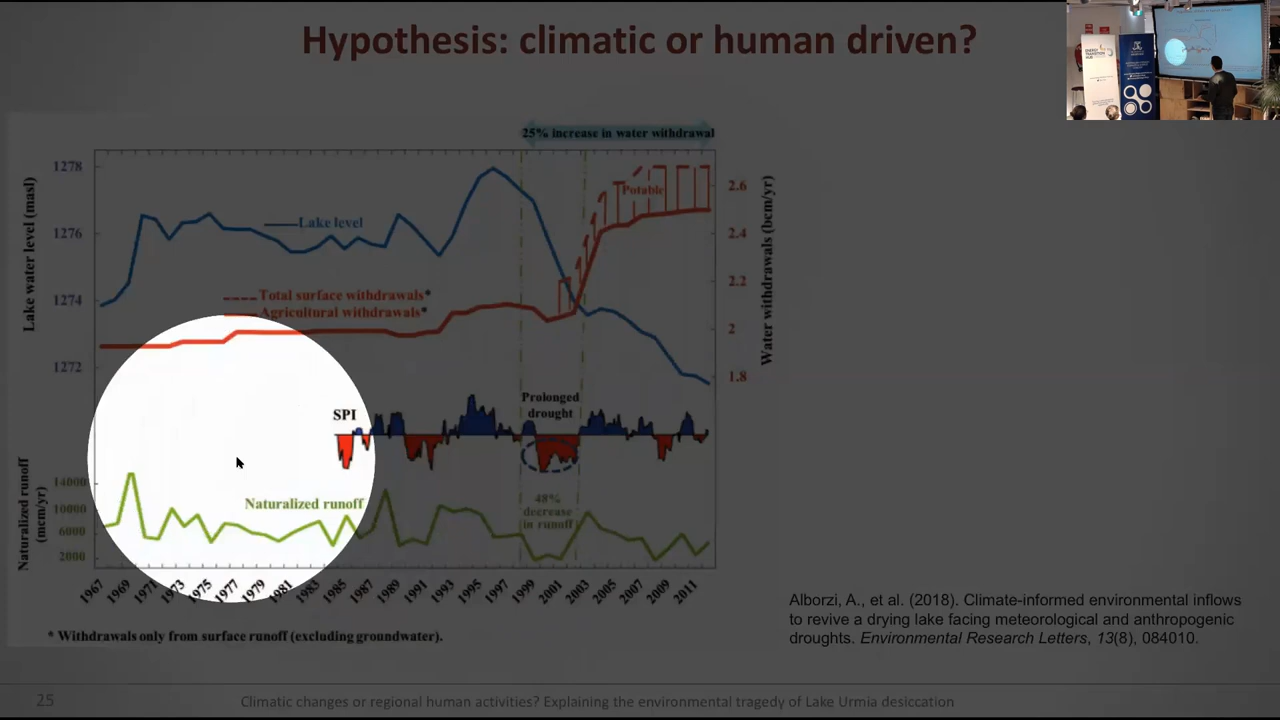 Hypothesis: climatic or human driven?
ENERGY
TRANSITION
HUB
25% increase in water withdrawal
1278
1276
1274
1272
Lake water level (masl)
Lake level
Total surface withdrawals*
Agricultural withdrawals*
Potable
2.6
2.4
2.2
2
1.8
Water withdrawals (bcm/yr)
SPI
Prolonged
drought
Naturalized runoff
(mcm/yr)
14000
10000
6000
2000
Naturalized runoff
48%
decrease
in runoff
1967 1969 1971 1973 1975 1977 1979 1981 1983 1985 1987 1989 1991 1993 1995 1997 1999 2001 2003 2005 2007 2009 2011
* Withdrawals only from surface runoff (excluding groundwater).
Alborzi, A., et al. (2018). Climate-informed environmental inflows
to revive a drying lake facing meteorological and anthropogenic
droughts. Environmental Research Letters, 13(8), 084010.
25
Climatic changes or regional human activities? Explaining the environmental tragedy of Lake Urmia desiccation